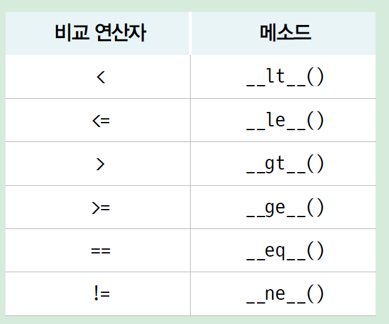 비교 연산자 메소드
< __lt__()
<= __le__()
> __gt__()
>= __ge__()
== __eq__()
!= __ne__()